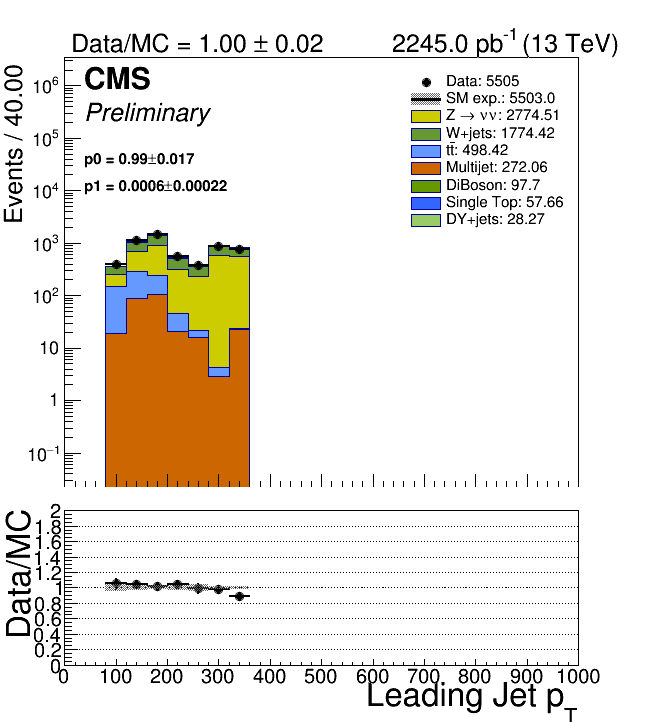 Data/MC = 1.00 ± 0.02 2245.0 pb⁻¹ (13 TeV)
CMS
Preliminary
p0 = 0.99±0.017
p1 = 0.0006±0.00022
Data: 5505
SM exp.: 5503.0
Z → νν: 2774.51
W+jets: 1774.42
tt̄: 498.42
Multijet: 272.06
DiBoson: 97.7
Single Top: 57.66
DY+jets: 28.27
Events / 40.00
10⁶
10⁵
10⁴
10³
10²
10
1
10⁻¹
Data/MC
2
1.8
1.6
1.4
1.2
1
0.8
0.6
0.4
0.2
0
0 100 200 300 400 500 600 700 800 900 1000
Leading Jet p_T